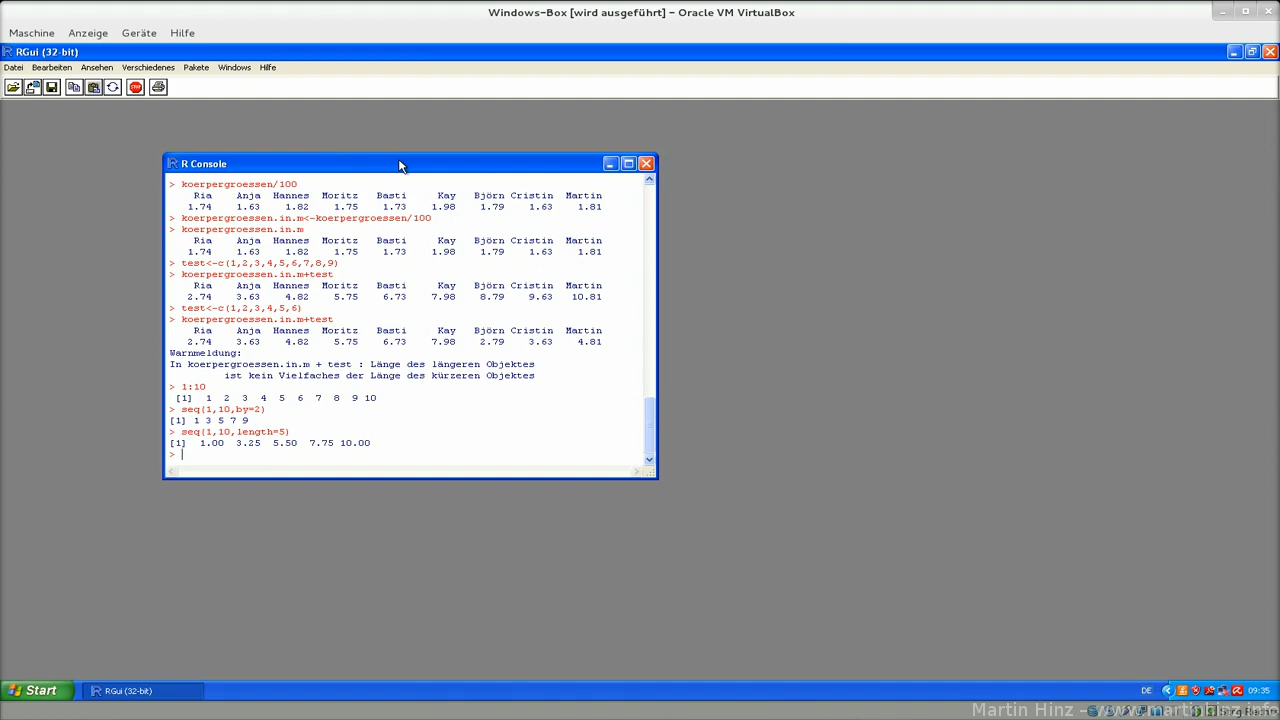 Windows-Box [wird ausgeführt] – Oracle VM VirtualBox
Maschine Anzeige Geräte Hilfe
RGui (32-bit)
Datei Bearbeiten Ansehen Verschiedenes Pakete Windows Hilfe
STOP
R Console
> koerpergroessen/100
Ria Anja Hannes Moritz Basti Kay Björn Cristin Martin
1.74 1.63 1.82 1.75 1.73 1.98 1.79 1.63 1.81
> koerpergroessen.in.m<-koerpergroessen/100
> koerpergroessen.in.m
Ria Anja Hannes Moritz Basti Kay Björn Cristin Martin
1.74 1.63 1.82 1.75 1.73 1.98 1.79 1.63 1.81
> test<-c(1,2,3,4,5,6,7,8,9)
> koerpergroessen.in.m+test
Ria Anja Hannes Moritz Basti Kay Björn Cristin Martin
2.74 3.63 4.82 5.75 6.73 7.98 8.79 9.63 10.81
> test<-c(1,2,3,4,5,6)
> koerpergroessen.in.m+test
Ria Anja Hannes Moritz Basti Kay Björn Cristin Martin
2.74 3.63 4.82 5.75 6.73 7.98 2.79 3.63 4.81
Warnmeldung:
In koerpergroessen.in.m + test : Länge des längeren Objektes
ist kein Vielfaches der Länge des kürzeren Objektes
> 1:10
[1] 1 2 3 4 5 6 7 8 9 10
> seq(1,10,by=2)
[1] 1 3 5 7 9
> seq(1,10,length=5)
[1] 1.00 3.25 5.50 7.75 10.00
>
Start RGui (32-bit) DE 09:35
Martin Hinz – www.martinhinz.info